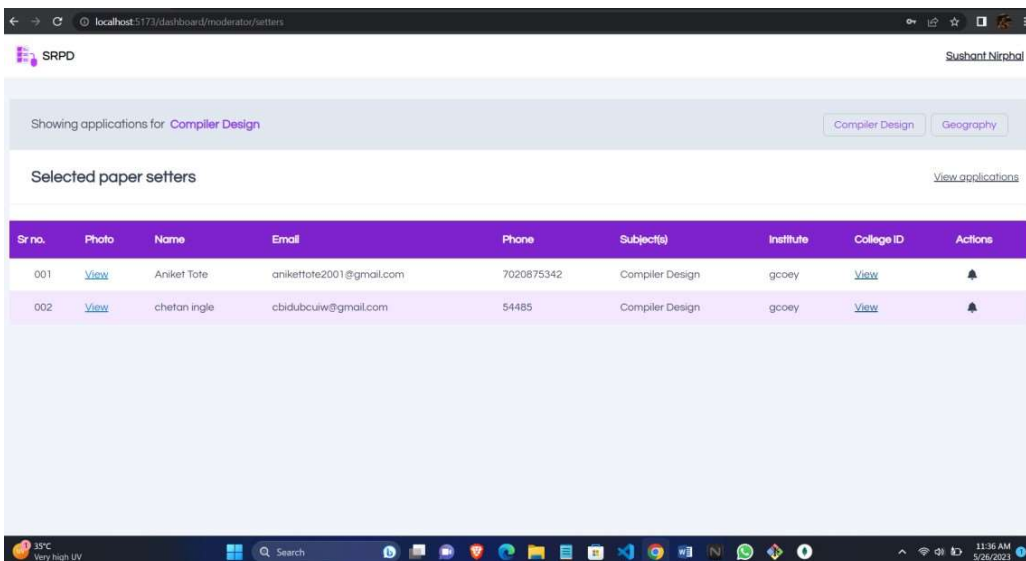 localhost:5173/dashboard/moderator/setters
SRPD Sushant Nirphal
Showing applications for Compiler Design Compiler Design Geography
Selected paper setters View applications
Sr no. Photo Name Email Phone Subject(s) Institute College ID Actions
001 View Aniket Tote anikettote2001@gmail.com 7020875342 Compiler Design gcoey View
002 View chetan ingle cbidubcuiw@gmail.com 54485 Compiler Design gcoey View
35°C
Very high UV
Search
11:36 AM
5/26/2023